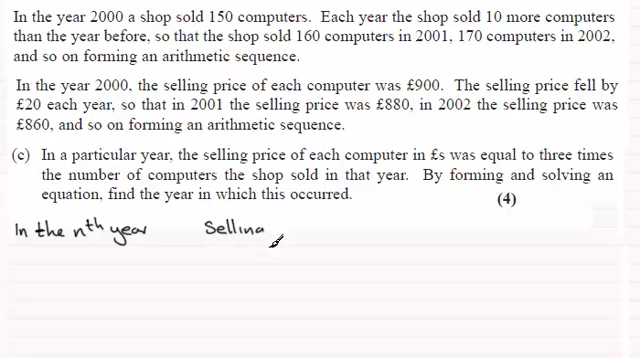 In the year 2000 a shop sold 150 computers. Each year the shop sold 10 more computers
than the year before, so that the shop sold 160 computers in 2001, 170 computers in 2002,
and so on forming an arithmetic sequence.
In the year 2000, the selling price of each computer was £900. The selling price fell by
£20 each year, so that in 2001 the selling price was £880, in 2002 the selling price was
£860, and so on forming an arithmetic sequence.
(c) In a particular year, the selling price of each computer in £s was equal to three times
the number of computers the shop sold in that year. By forming and solving an
equation, find the year in which this occurred.
(4)
In the nth year Sellina